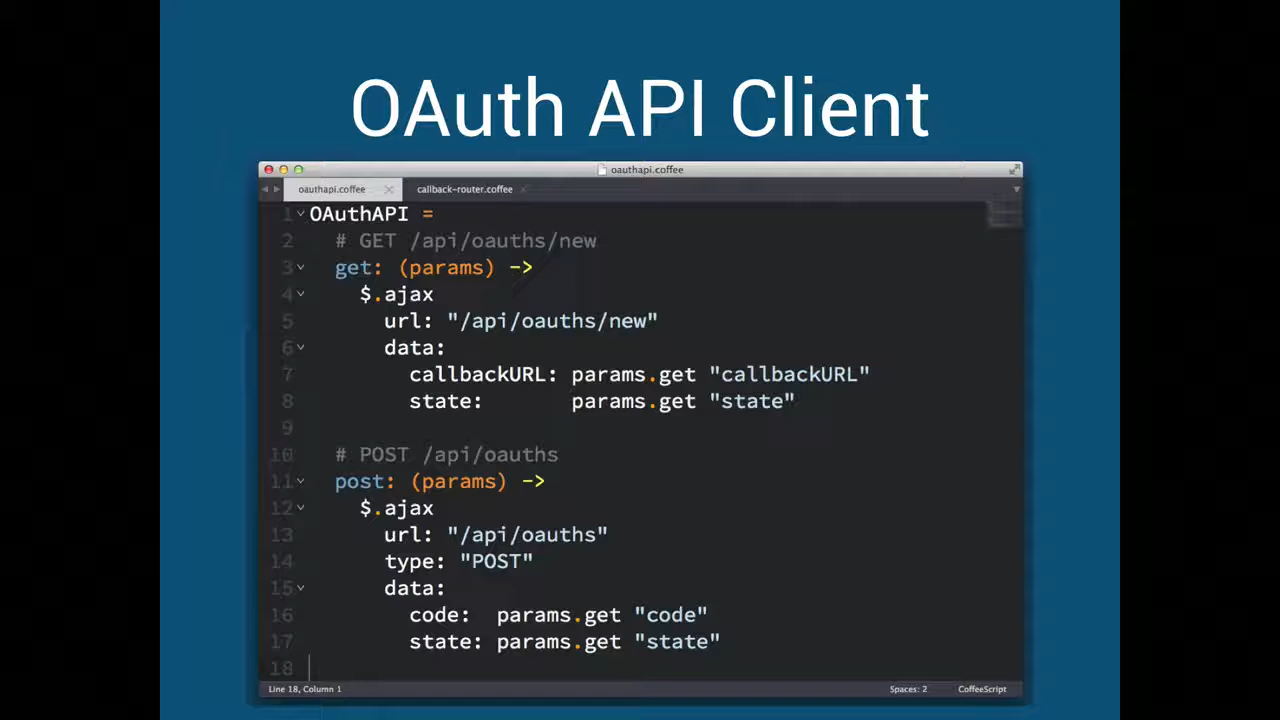 OAuth API Client
oauthapi.coffee
oauthapi.coffee callback-router.coffee
1 OAuthAPI =
2 # GET /api/oauths/new
3 get: (params) ->
4 $.ajax
5 url: "/api/oauths/new"
6 data:
7 callbackURL: params.get "callbackURL"
8 state: params.get "state"
9
10 # POST /api/oauths
11 post: (params) ->
12 $.ajax
13 url: "/api/oauths"
14 type: "POST"
15 data:
16 code: params.get "code"
17 state: params.get "state"
18
Line 18, Column 1 Spaces: 2 CoffeeScript